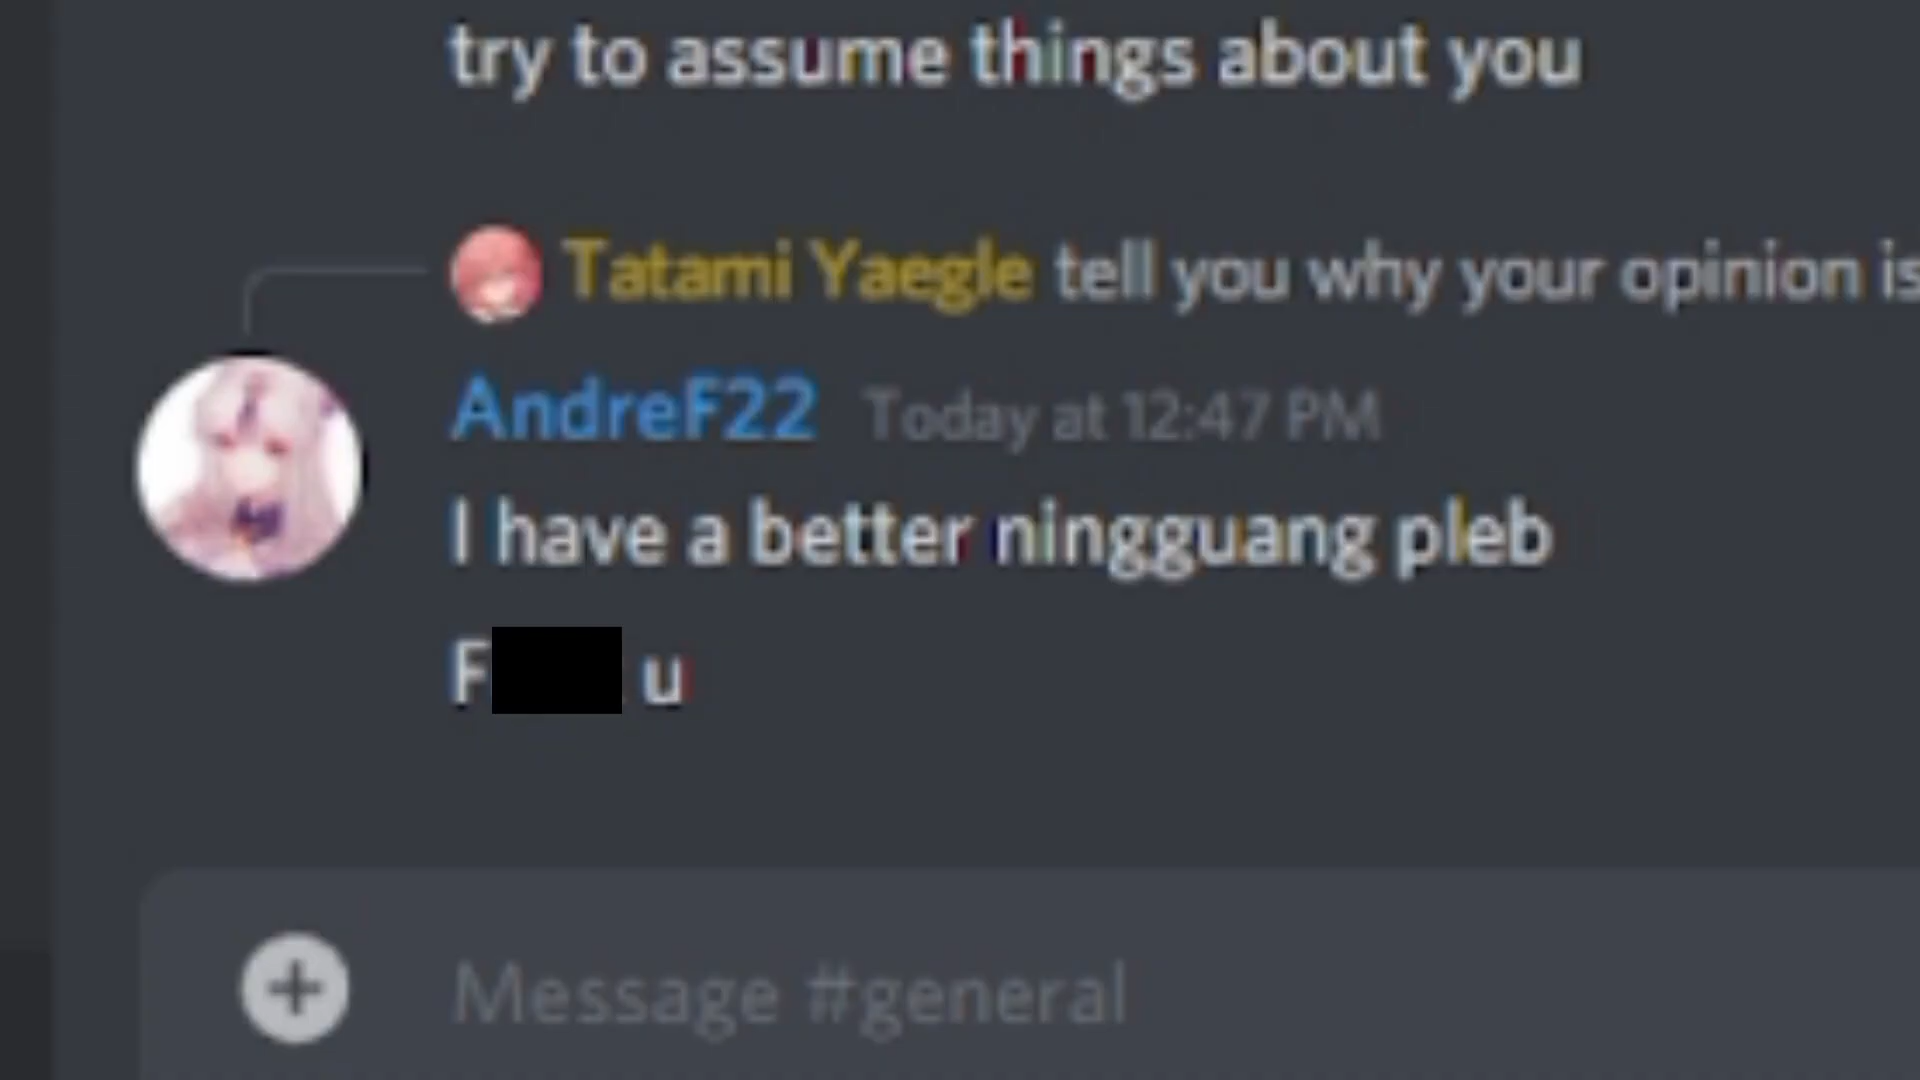 try to assume things about you
Tatami Yaegle tell you why your opinion is
AndreF22 Today at 12:47 PM
I have a better ningguang pleb
F u
Message #general